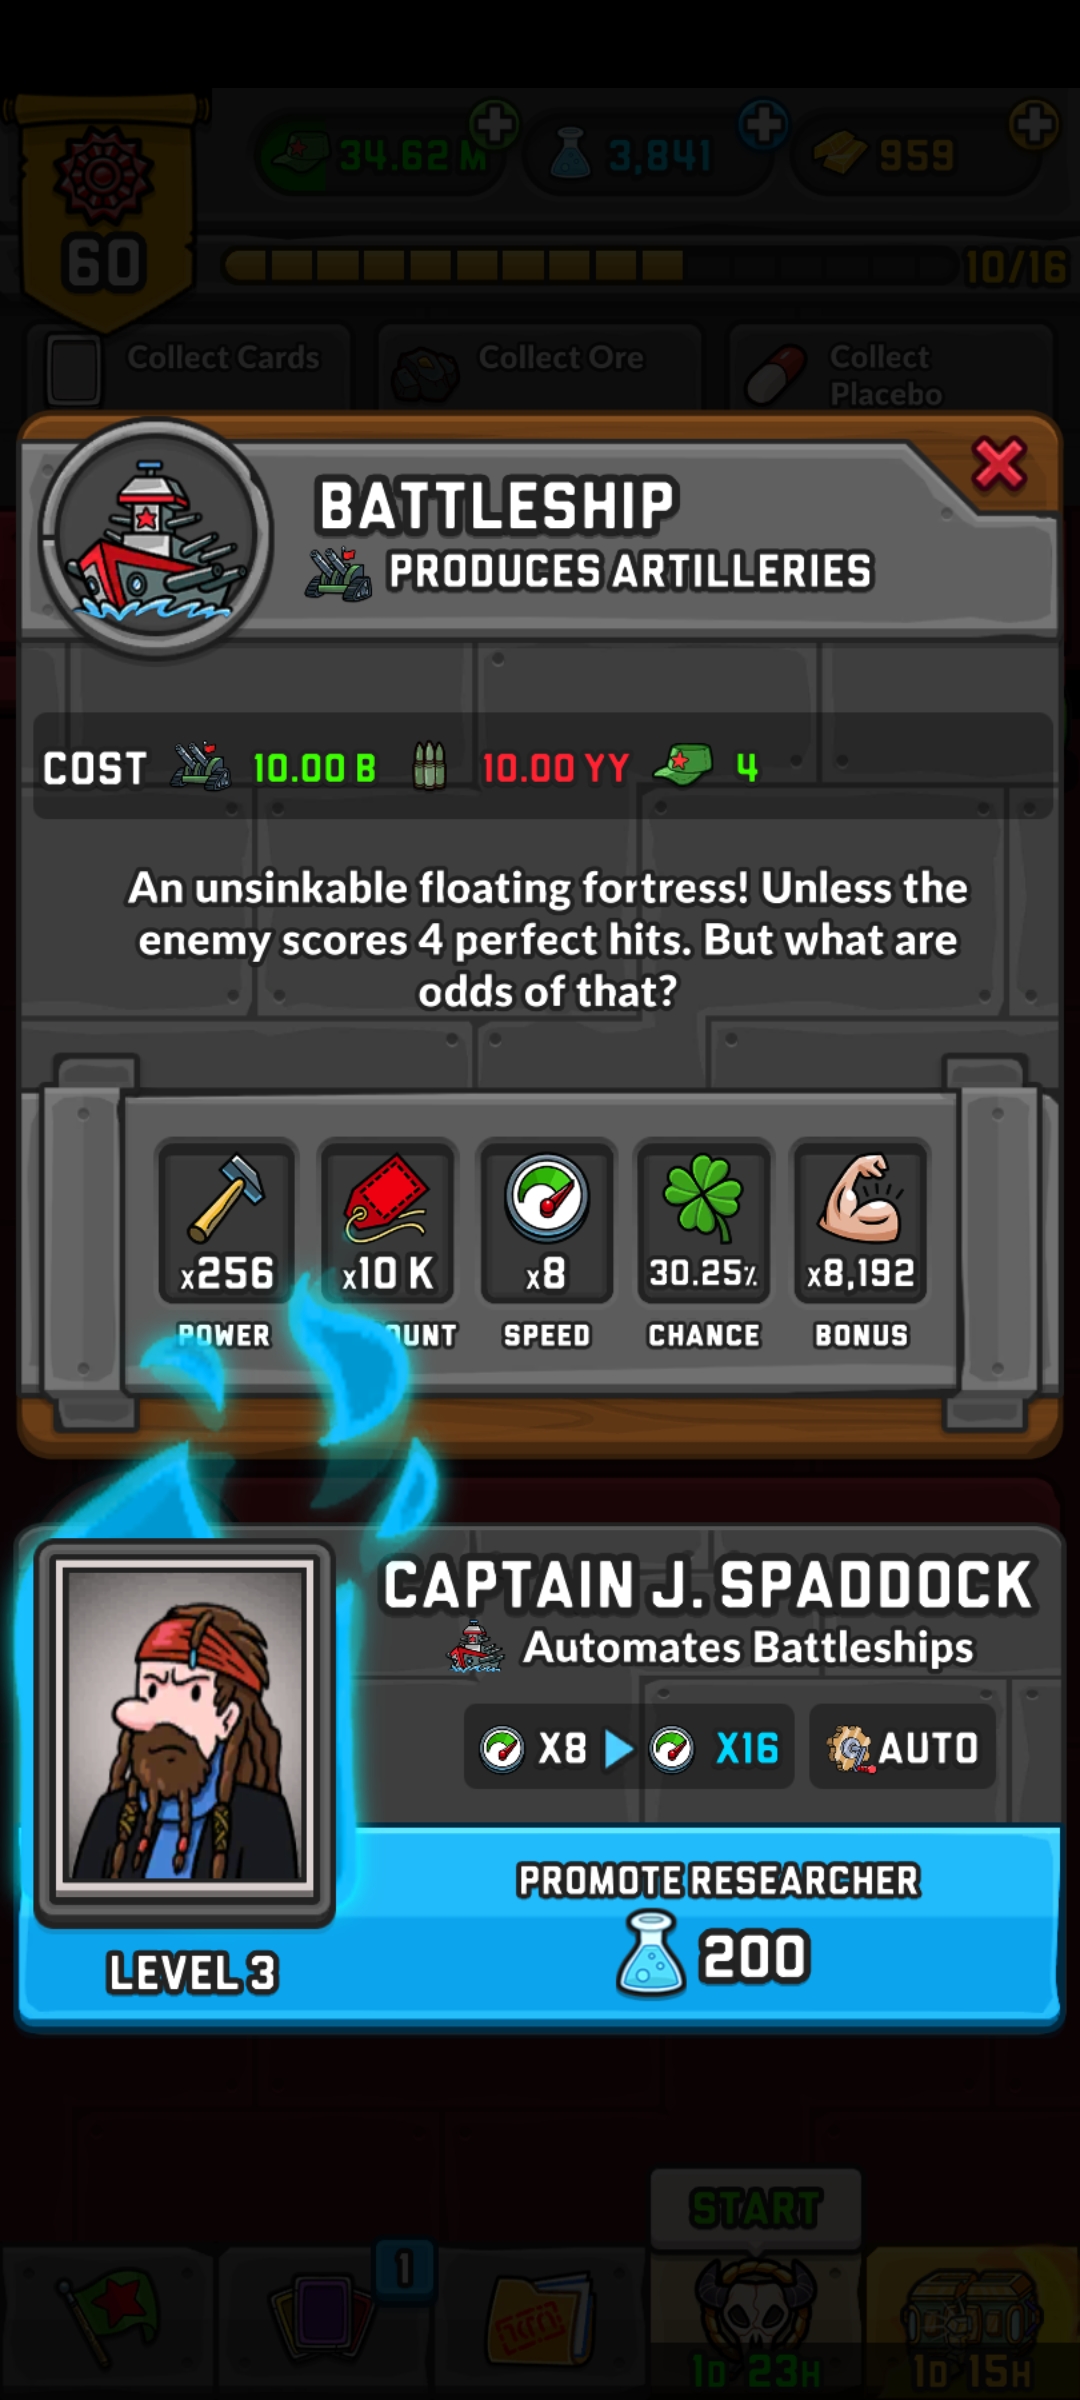 34.62 M
3,841
959
60
10/16
Collect Cards
Collect Ore
Collect
Placebo
BATTLESHIP
PRODUCES ARTILLERIES
COST 10.00 B 10.00 YY 4
An unsinkable floating fortress! Unless the
enemy scores 4 perfect hits. But what are
odds of that?
x256 x10 K x8 30.25% x8,192
POWER OUNT SPEED CHANCE BONUS
CAPTAIN J. SPADDOCK
Automates Battleships
X8 X16 AUTO
PROMOTE RESEARCHER
200
LEVEL 3
START
1
1D 23H
1D 15H